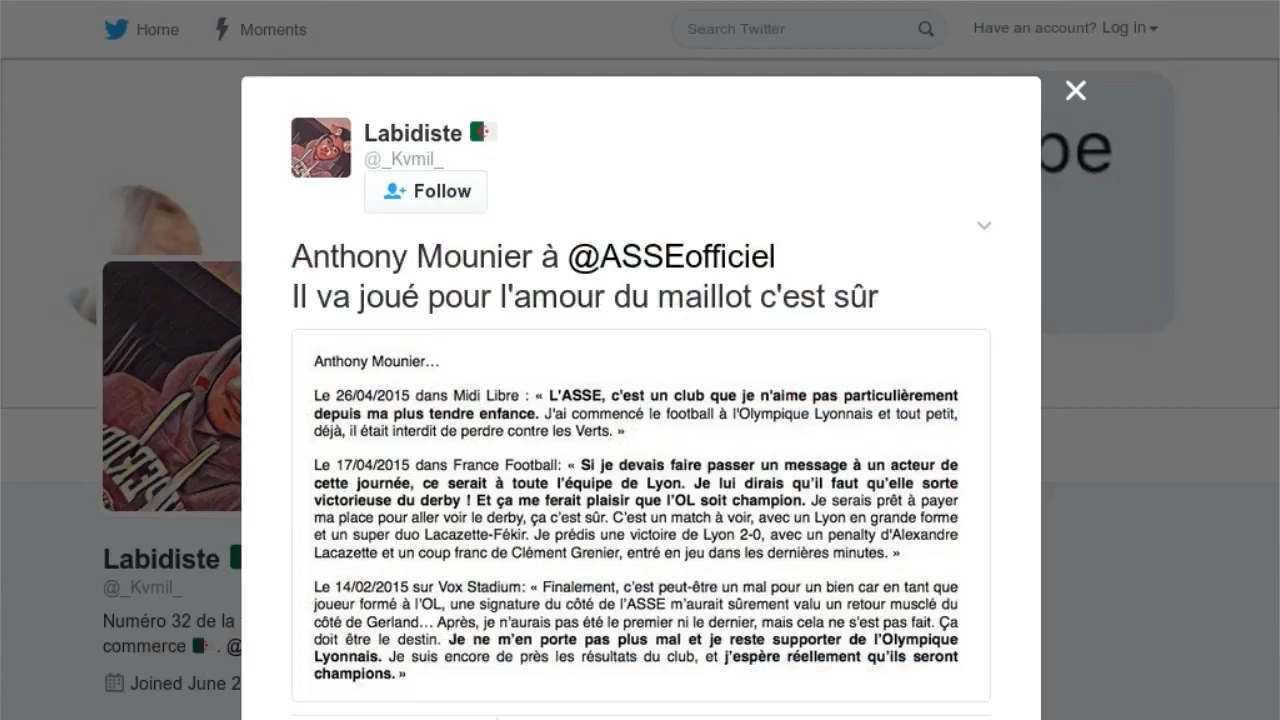 Home
Moments
Search Twitter
Have an account? Log in
Labidiste
@_Kvmil_
Follow
Anthony Mounier à @ASSEofficiel
Il va joué pour l'amour du maillot c'est sûr
Anthony Mounier…
Le 26/04/2015 dans Midi Libre : « L'ASSE, c'est un club que je n'aime pas particulièrement
depuis ma plus tendre enfance. J'ai commencé le football à l'Olympique Lyonnais et tout petit,
déjà, il était interdit de perdre contre les Verts. »
Le 17/04/2015 dans France Football: « Si je devais faire passer un message à un acteur de
cette journée, ce serait à toute l'équipe de Lyon. Je lui dirais qu'il faut qu'elle sorte
victorieuse du derby ! Et ça me ferait plaisir que l'OL soit champion. Je serais prêt à payer
ma place pour aller voir le derby, ça c'est sûr. C'est un match à voir, avec un Lyon en grande forme
et un super duo Lacazette-Fékir. Je prédis une victoire de Lyon 2-0, avec un penalty d'Alexandre
Lacazette et un coup franc de Clément Grenier, entré en jeu dans les dernières minutes. »
Le 14/02/2015 sur Vox Stadium: « Finalement, c'est peut-être un mal pour un bien car en tant que
joueur formé à l'OL, une signature du côté de l'ASSE m'aurait sûrement valu un retour musclé du
côté de Gerland… Après, je n'aurais pas été le premier ni le dernier, mais cela ne s'est pas fait. Ça
doit être le destin. Je ne m'en porte pas plus mal et je reste supporter de l'Olympique
Lyonnais. Je suis encore de près les résultats du club, et j'espère réellement qu'ils seront
champions. »
Labidiste
@_Kvmil_
Numéro 32 de la
commerce . @
Joined June 2